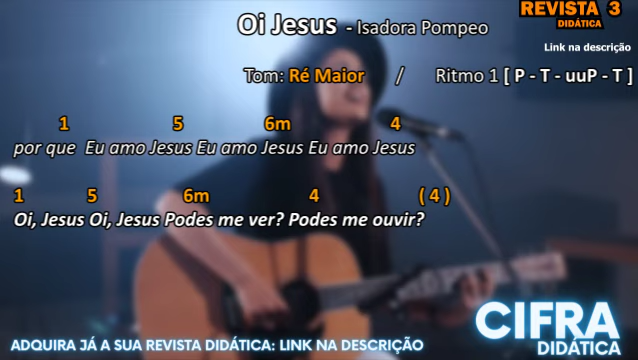 REVISTA 3
DIDÁTICA
Link na descrição
Oi Jesus - Isadora Pompeo
Tom: Ré Maior / Ritmo 1 [ P - T - uuP - T ]
1 5 6m 4
por que Eu amo Jesus Eu amo Jesus Eu amo Jesus
1 5 6m 4 ( 4 )
Oi, Jesus Oi, Jesus Podes me ver? Podes me ouvir?
CIFRA
DIDÁTICA
ADQUIRA JÁ A SUA REVISTA DIDÁTICA: LINK NA DESCRIÇÃO